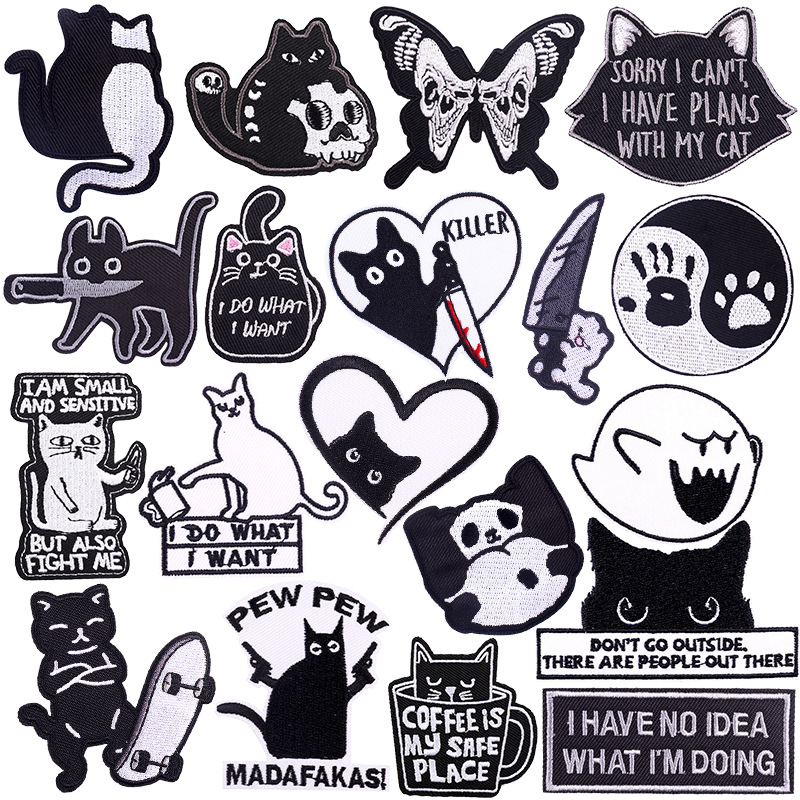 SORRY I CAN'T,
I HAVE PLANS
WITH MY CAT
I DO WHAT
I WANT
KILLER
I AM SMALL
AND SENSITIVE
BUT ALSO
FIGHT ME
I DO WHAT
I WANT
DON'T GO OUTSIDE.
THERE ARE PEOPLE OUT THERE
PEW PEW
MADAFAKAS!
COFFEE IS
MY SAFE
PLACE
I HAVE NO IDEA
WHAT I'M DOING